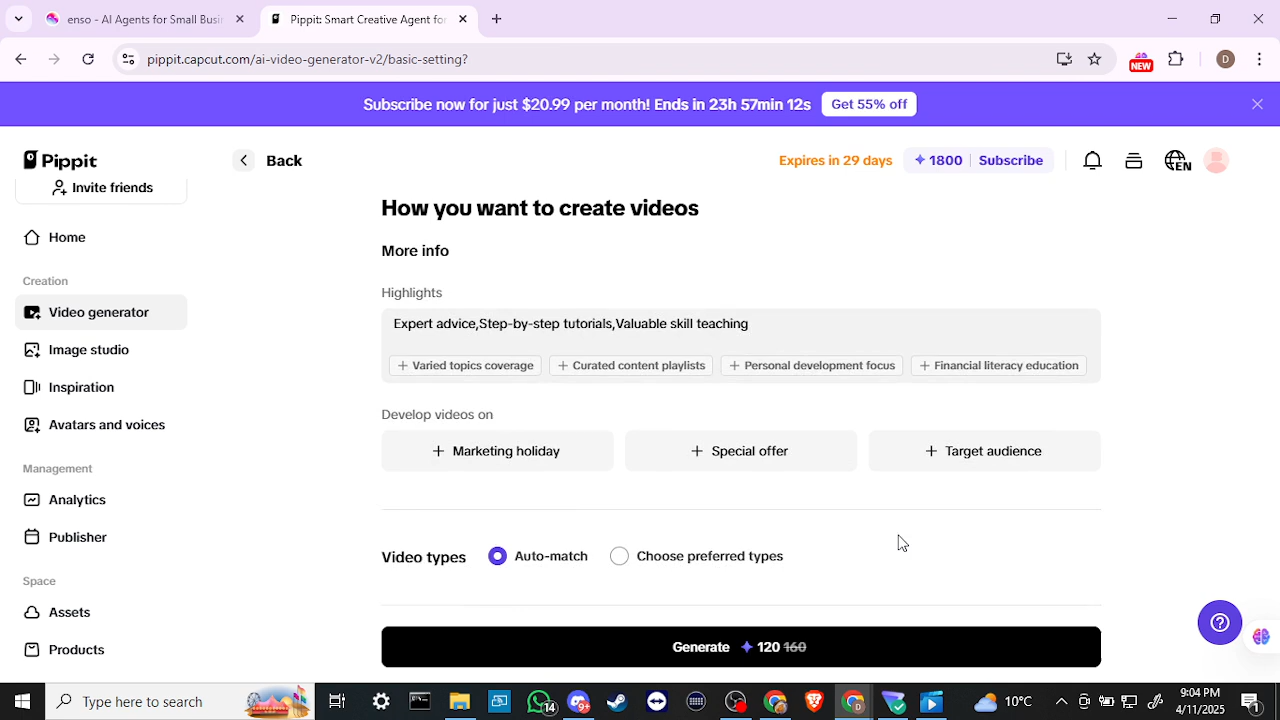 enso - AI Agents for Small Busi
Pippit: Smart Creative Agent for
pippit.capcut.com/ai-video-generator-v2/basic-setting?
NEW
D
Subscribe now for just $20.99 per month! Ends in 23h 57min 12s
Get 55% off
Pippit
Back
Expires in 29 days
1800
Subscribe
EN
Invite friends
Home
Creation
Video generator
Image studio
Inspiration
Avatars and voices
Management
Analytics
Publisher
Space
Assets
Products
How you want to create videos
More info
Highlights
Expert advice,Step-by-step tutorials,Valuable skill teaching
+ Varied topics coverage
+ Curated content playlists
+ Personal development focus
+ Financial literacy education
Develop videos on
+ Marketing holiday
+ Special offer
+ Target audience
Video types
Auto-match
Choose preferred types
Generate 120 160
Type here to search
14
9+
D
10°C
9:04 PM
4/11/2025
1